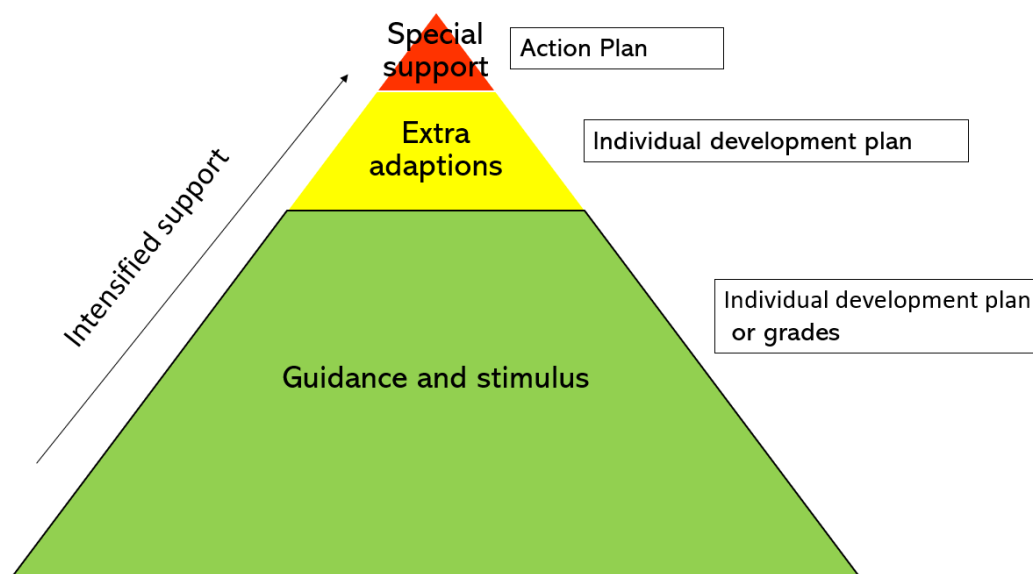 Special
support
Action Plan
Extra
adaptions
Individual development plan
Intensified support
Individual development plan
or grades
Guidance and stimulus